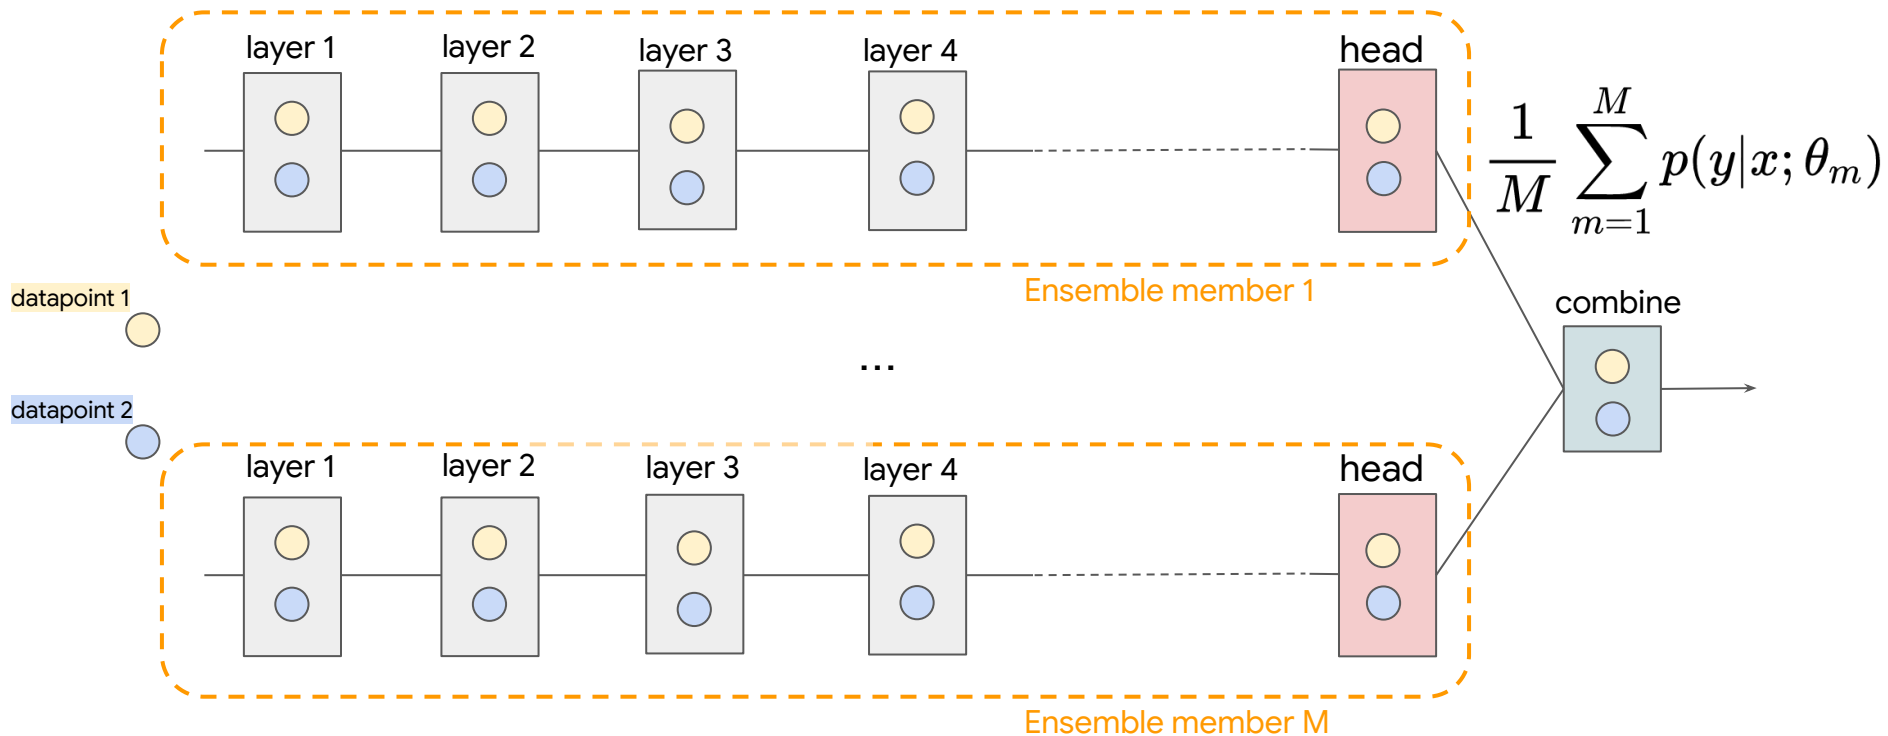 layer 1
layer 2
layer 3
layer 4
head
1/M ∑_{m=1}^{M} p(y|x; θ_m)
Ensemble member 1
datapoint 1
combine
...
datapoint 2
layer 1
layer 2
layer 3
layer 4
head
Ensemble member M